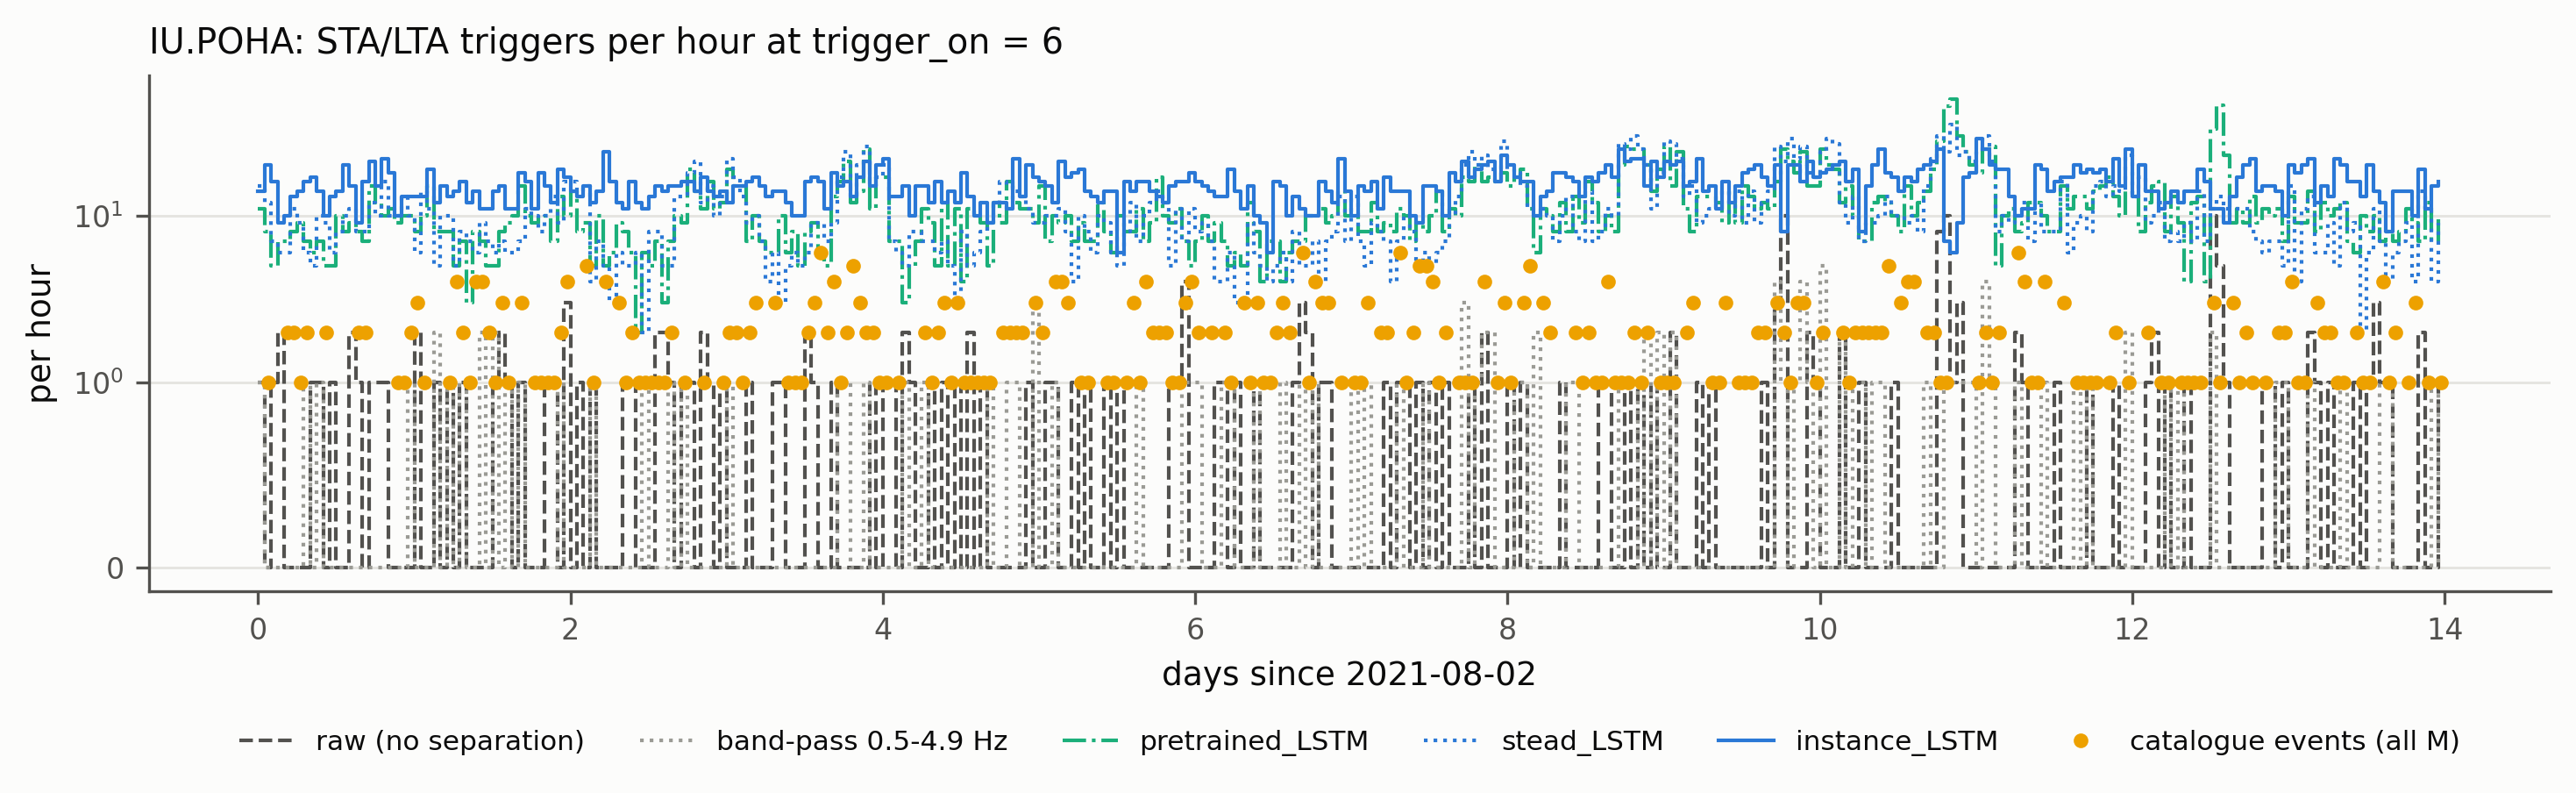 IU.POHA: STA/LTA triggers per hour at trigger_on = 6
per hour
10¹
10⁰
0
0 2 4 6 8 10 12 14
days since 2021-08-02
raw (no separation) band-pass 0.5-4.9 Hz pretrained_LSTM stead_LSTM instance_LSTM catalogue events (all M)